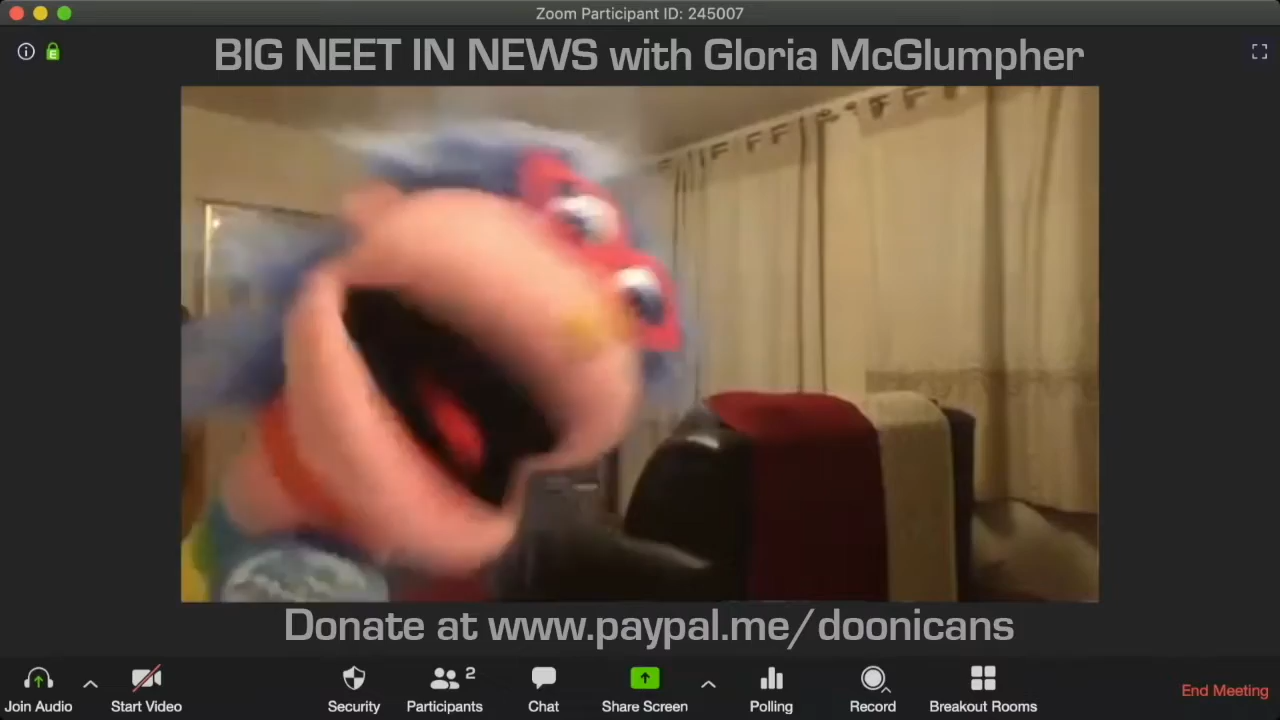 Zoom Participant ID: 245007
E
BIG NEET IN NEWS with Gloria McGlumpher
Donate at www.paypal.me/doonicans
2
Join Audio
Start Video
Security
Participants
Chat
Share Screen
Polling
Record
Breakout Rooms
End Meeting